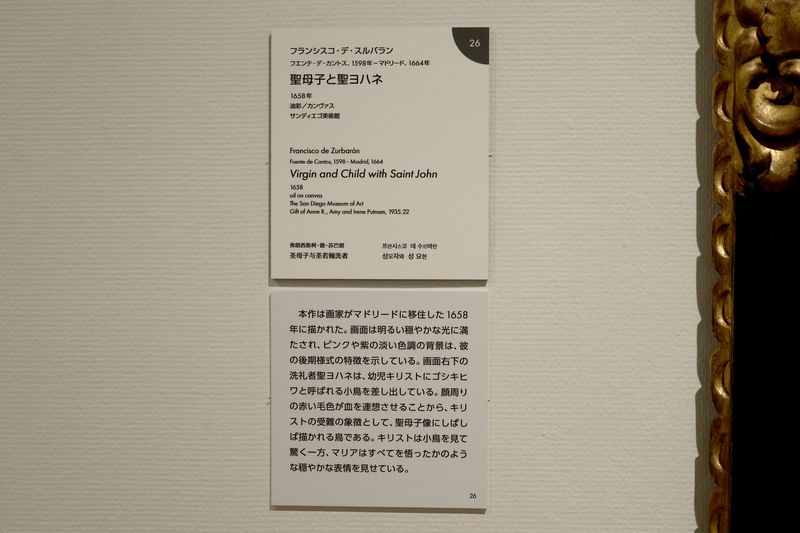 26
フランシスコ・デ・スルバラン
フエンテ・デ・カントス、1598年－マドリード、1664年
聖母子と聖ヨハネ
1658年
油彩／カンヴァス
サンディエゴ美術館
Francisco de Zurbarán
Fuente de Cantos, 1598 – Madrid, 1664
Virgin and Child with Saint John
1658
oil on canvas
The San Diego Museum of Art
Gift of Anne R., Amy and Irene Putnam, 1935.22
弗朗西斯柯・德・苏巴朗
圣母子与圣若翰洗者
프란시스코 데 수르바란
성모자와 성 요한
本作は画家がマドリードに移住した1658
年に描かれた。画面は明るい穏やかな光に満
たされ、ピンクや紫の淡い色調の背景は、彼
の後期様式の特徴を示している。画面右下の
洗礼者聖ヨハネは、幼児キリストにゴシキヒ
ワと呼ばれる小鳥を差し出している。顔周り
の赤い毛色が血を連想させることから、キリ
ストの受難の象徴として、聖母子像にしばし
ば描かれる鳥である。キリストは小鳥を見て
驚く一方、マリアはすべてを悟ったかのよう
な穏やかな表情を見せている。
26